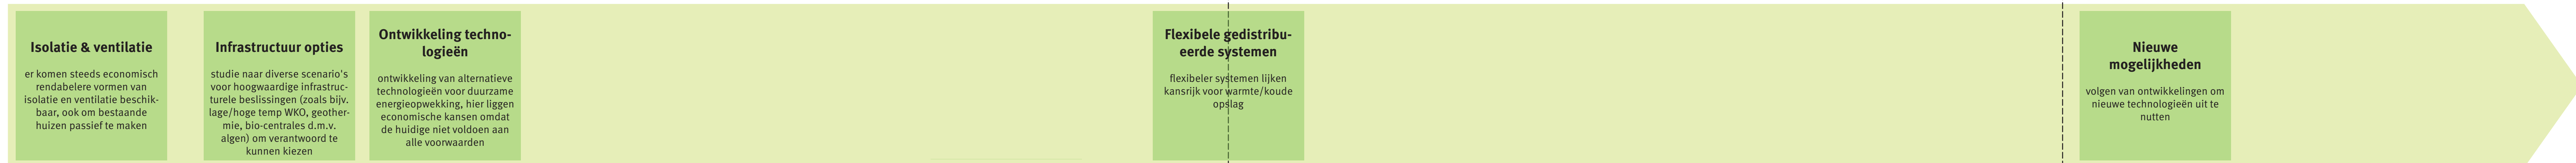 Isolatie & ventilatie
er komen steeds economisch
rendabelere vormen van
isolatie en ventilatie beschik-
baar, ook om bestaande
huizen passief te maken
Infrastructuur opties
studie naar diverse scenario's
voor hoogwaardige infrastruc-
turele beslissingen (zoals bijv.
lage/hoge temp WKO, geother-
mie, bio-centrales d.m.v.
algen) om verantwoord te
kunnen kiezen
Ontwikkeling techno-
logieën
ontwikkeling van alternatieve
technologieën voor duurzame
energieopwekking, hier liggen
economische kansen omdat
de huidige niet voldoen aan
alle voorwaarden
Flexibele gedistribu-
eerde systemen
flexibeler systemen lijken
kansrijk voor warmte/koude
opslag
Nieuwe
mogelijkheden
volgen van ontwikkelingen om
nieuwe technologieën uit te
nutten